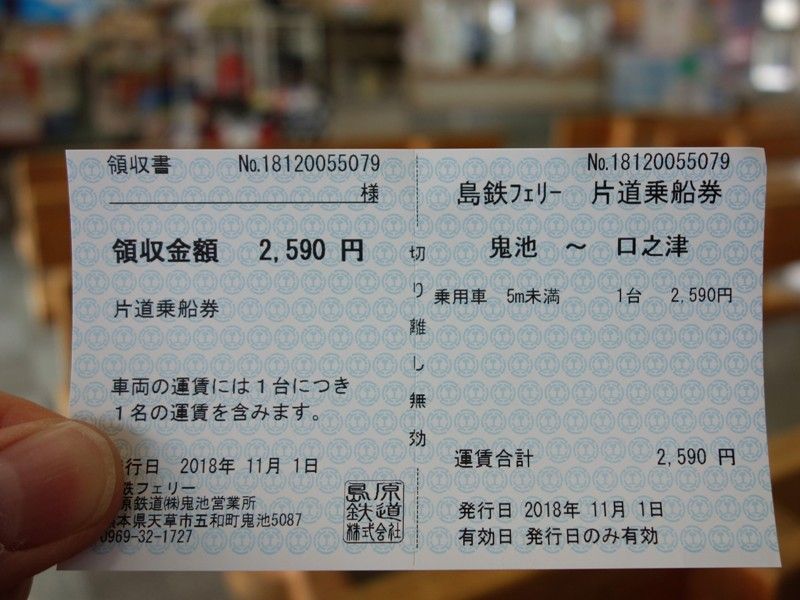 領収書 No.18120055079
様
領収金額 2,590 円
片道乗船券
車両の運賃には１台につき
１名の運賃を含みます。
行日 2018年 11月 1日
鉄フェリー
原鉄道㈱鬼池営業所
本県天草市五和町鬼池5087
0969-32-1727
島原
鉄道
株式会社
切り離し無効
No.18120055079
島鉄フェリー 片道乗船券
鬼池 ～ 口之津
乗用車 5m未満 1台 2,590円
運賃合計 2,590 円
発行日 2018年 11月 1日
有効日 発行日のみ有効